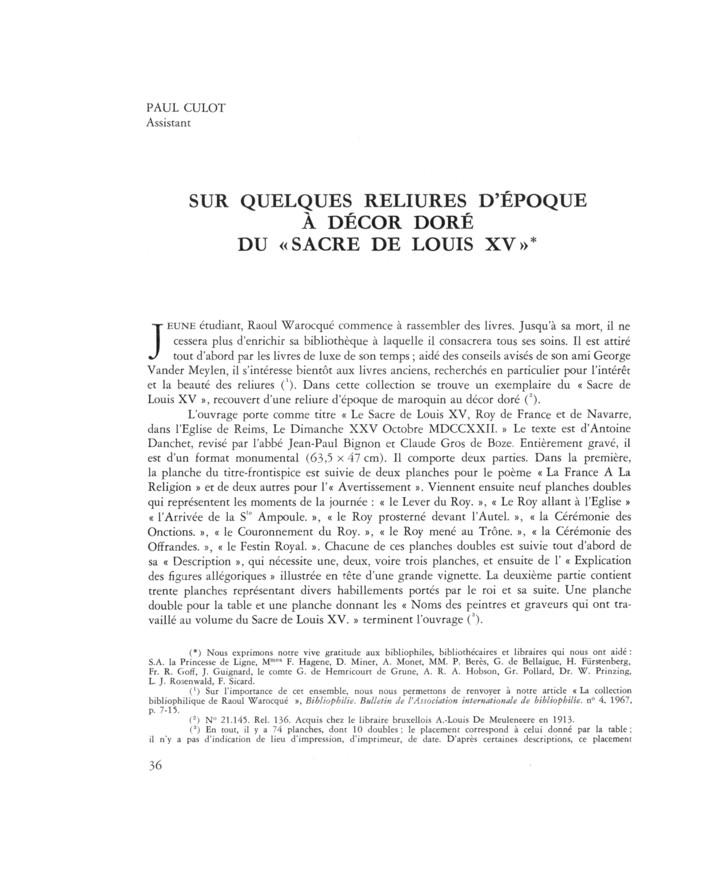 PAUL CULOT
Assistant
SUR QUELQUES RELIURES D'ÉPOQUE
À DÉCOR DORÉ
DU «SACRE DE LOUIS XV»*
JEUNE étudiant, Raoul Warocqué commence à rassembler des livres. Jusqu'à sa mort, il ne
cessera plus d'enrichir sa bibliothèque à laquelle il consacrera tous ses soins. Il est attiré
tout d'abord par les livres de luxe de son temps ; aidé des conseils avisés de son ami George
Vander Meylen, il s'intéresse bientôt aux livres anciens, recherchés en particulier pour l'intérêt
et la beauté des reliures (¹). Dans cette collection se trouve un exemplaire du « Sacre de
Louis XV », recouvert d'une reliure d'époque de maroquin au décor doré (²).
L'ouvrage porte comme titre « Le Sacre de Louis XV, Roy de France et de Navarre,
dans l'Eglise de Reims, Le Dimanche XXV Octobre MDCCXXII. » Le texte est d'Antoine
Danchet, revisé par l'abbé Jean-Paul Bignon et Claude Gros de Boze. Entièrement gravé, il
est d'un format monumental (63,5 × 47 cm). Il comporte deux parties. Dans la première,
la planche du titre-frontispice est suivie de deux planches pour le poème « La France A La
Religion » et de deux autres pour l'« Avertissement ». Viennent ensuite neuf planches doubles
qui représentent les moments de la journée : « le Lever du Roy. », « Le Roy allant à l'Eglise »
« l'Arrivée de la Ste Ampoule. », « le Roy prosterné devant l'Autel. », « la Cérémonie des
Onctions. », « le Couronnement du Roy. », « le Roy mené au Trône. », « la Cérémonie des
Offrandes. », « le Festin Royal. ». Chacune de ces planches doubles est suivie tout d'abord de
sa « Description », qui nécessite une, deux, voire trois planches, et ensuite de l' « Explication
des figures allégoriques » illustrée en tête d'une grande vignette. La deuxième partie contient
trente planches représentant divers habillements portés par le roi et sa suite. Une planche
double pour la table et une planche donnant les « Noms des peintres et graveurs qui ont tra-
vaillé au volume du Sacre de Louis XV. » terminent l'ouvrage (³).
(*) Nous exprimons notre vive gratitude aux bibliophiles, bibliothécaires et libraires qui nous ont aidé :
S.A. la Princesse de Ligne, Mmes F. Hagene, D. Miner, A. Monet, MM. P. Berès, G. de Bellaigue, H. Fürstenberg,
Fr. R. Goff, J. Guignard, le comte G. de Hemricourt de Grune, A. R. A. Hobson, Gr. Pollard, Dr. W. Prinzing,
L. J. Rosenwald, F. Sicard.
(¹) Sur l'importance de cet ensemble, nous nous permettons de renvoyer à notre article « La collection
bibliophilique de Raoul Warocqué », Bibliophilie. Bulletin de l'Association internationale de bibliophilie. n° 4, 1967,
p. 7-15.
(²) N° 21.145. Rel. 136. Acquis chez le libraire bruxellois A.-Louis De Meuleneere en 1913.
(³) En tout, il y a 74 planches, dont 10 doubles ; le placement correspond à celui donné par la table ;
il n'y a pas d'indication de lieu d'impression, d'imprimeur, de date. D'après certaines descriptions, ce placement
36